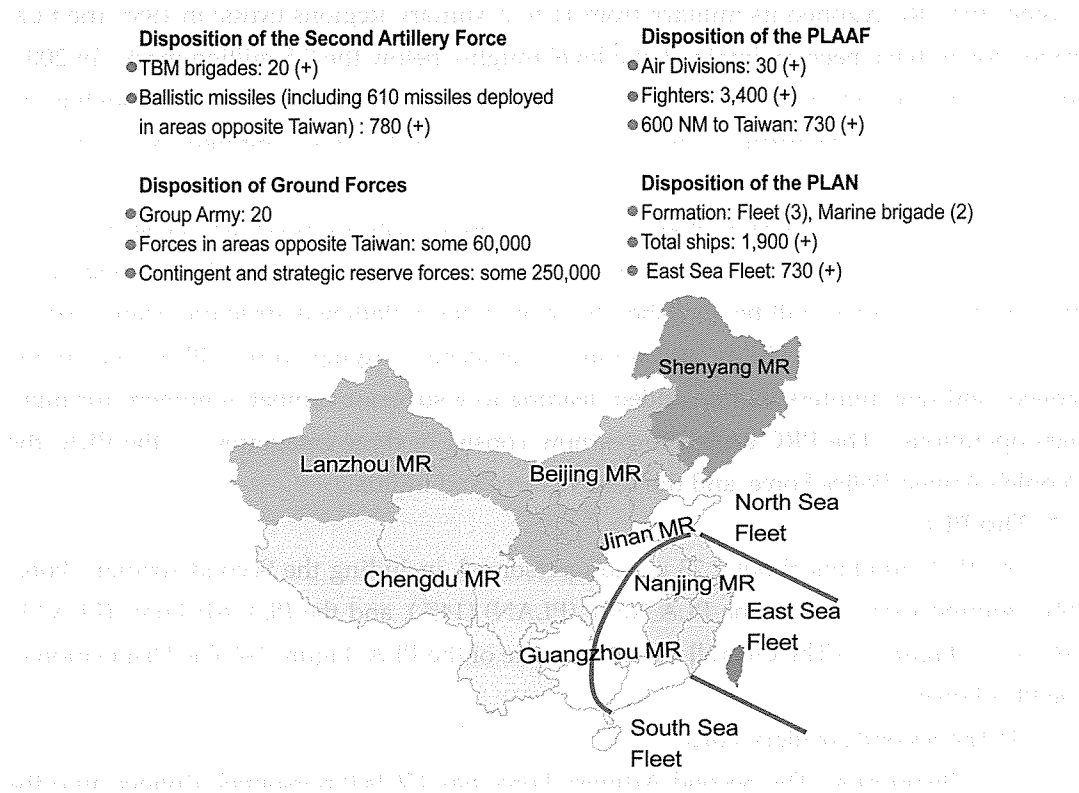 Disposition of the Second Artillery Force
●TBM brigades: 20 (+)
●Ballistic missiles (including 610 missiles deployed
in areas opposite Taiwan) : 780 (+)
Disposition of the PLAAF
●Air Divisions: 30 (+)
●Fighters: 3,400 (+)
●600 NM to Taiwan: 730 (+)
Disposition of Ground Forces
●Group Army: 20
●Forces in areas opposite Taiwan: some 60,000
●Contingent and strategic reserve forces: some 250,000
Disposition of the PLAN
●Formation: Fleet (3), Marine brigade (2)
●Total ships: 1,900 (+)
● East Sea Fleet: 730 (+)
Shenyang MR
Lanzhou MR
Beijing MR
North Sea
Fleet
Jinan MR
Chengdu MR
Nanjing MR
East Sea
Fleet
Guangzhou MR
South Sea
Fleet